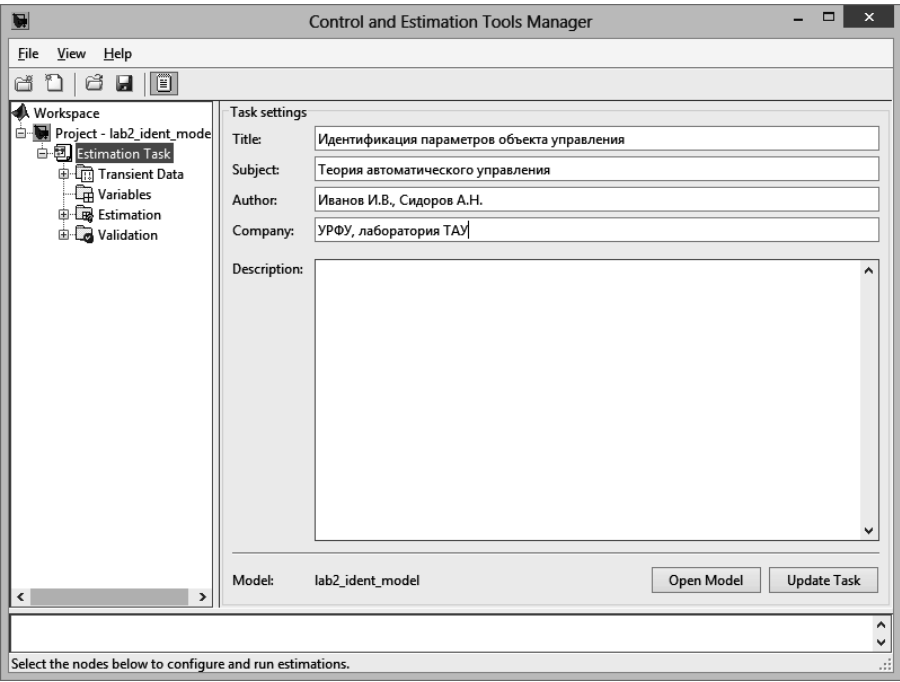 Control and Estimation Tools Manager
File View Help
Workspace
Project - lab2_ident_mode
Estimation Task
Transient Data
Variables
Estimation
Validation
Task settings
Title: Идентификация параметров объекта управления
Subject: Теория автоматического управления
Author: Иванов И.В., Сидоров А.Н.
Company: УРФУ, лаборатория ТАУ
Description:
Model: lab2_ident_model Open Model Update Task
Select the nodes below to configure and run estimations.